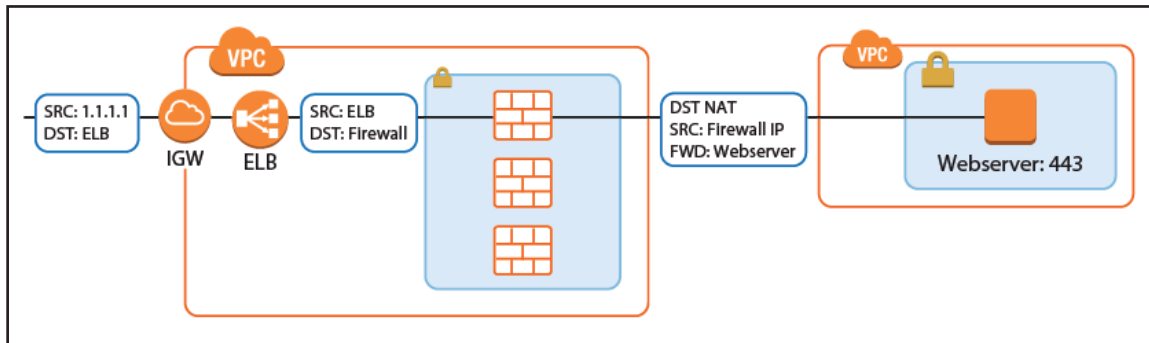 VPC
SRC: 1.1.1.1
DST: ELB
IGW
ELB
SRC: ELB
DST: Firewall
DST NAT
SRC: Firewall IP
FWD: Webserver
VPC
Webserver: 443